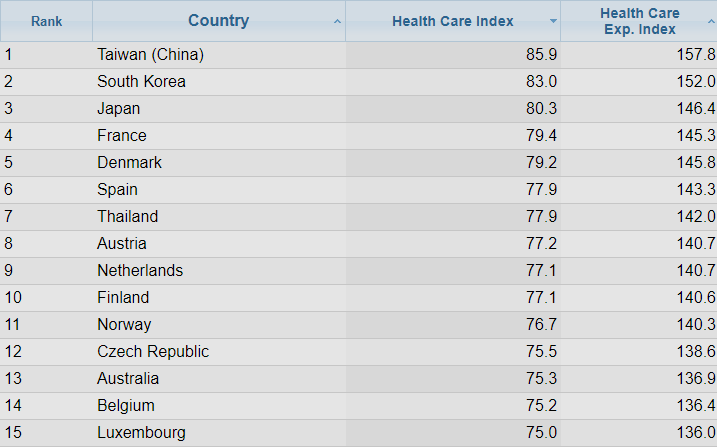 Rank Country Health Care Index Health Care
Exp. Index
1 Taiwan (China) 85.9 157.8
2 South Korea 83.0 152.0
3 Japan 80.3 146.4
4 France 79.4 145.3
5 Denmark 79.2 145.8
6 Spain 77.9 143.3
7 Thailand 77.9 142.0
8 Austria 77.2 140.7
9 Netherlands 77.1 140.7
10 Finland 77.1 140.6
11 Norway 76.7 140.3
12 Czech Republic 75.5 138.6
13 Australia 75.3 136.9
14 Belgium 75.2 136.4
15 Luxembourg 75.0 136.0